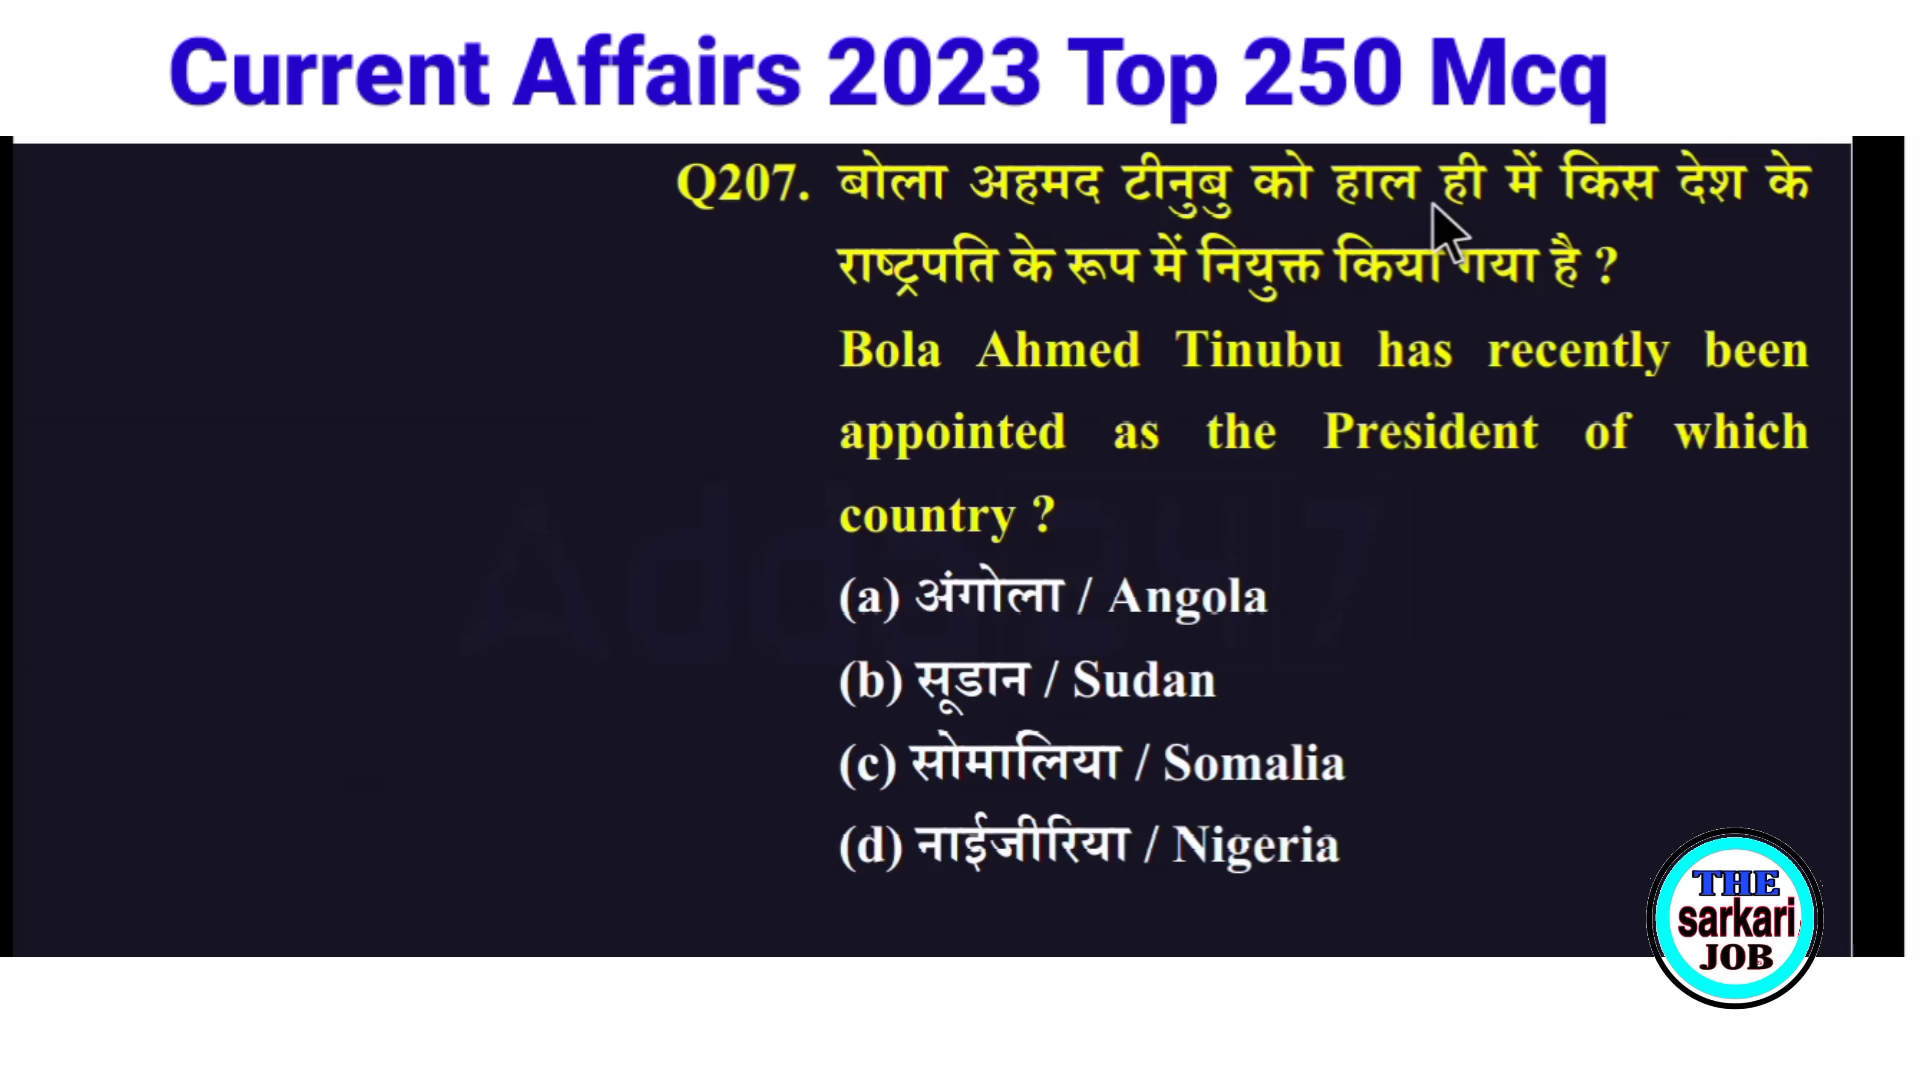 Current Affairs 2023 Top 250 Mcq
Q207. बोला अहमद टीनुबु को हाल ही में किस देश के
राष्ट्रपति के रूप में नियुक्त किया गया है ?
Bola Ahmed Tinubu has recently been
appointed as the President of which
country ?
(a) अंगोला / Angola
(b) सूडान / Sudan
(c) सोमालिया / Somalia
(d) नाईजीरिया / Nigeria
THE
sarkari
JOB